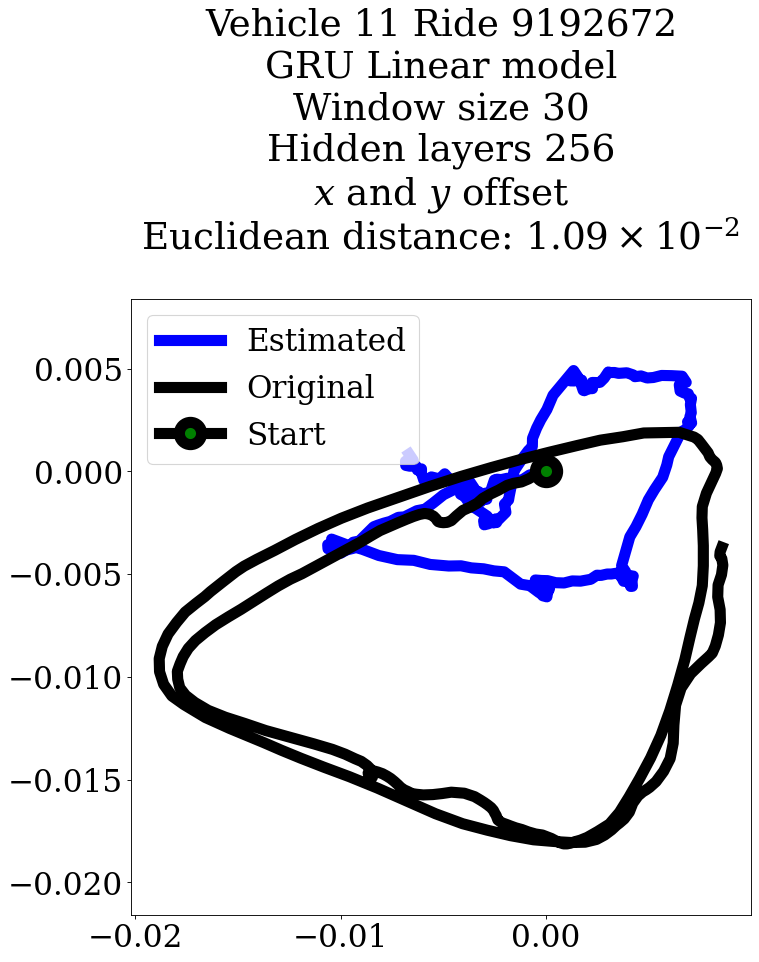 Vehicle 11 Ride 9192672
GRU Linear model
Window size 30
Hidden layers 256
x and y offset
Euclidean distance: 1.09 × 10⁻²
Estimated
Original
Start
0.005
0.000
−0.005
−0.010
−0.015
−0.020
−0.02
−0.01
0.00